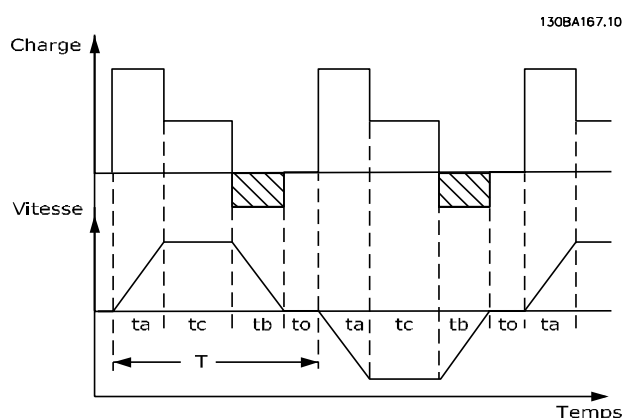 130BA167.10
Charge
Vitesse
ta tc tb to ta tc tb to ta
T
Temps